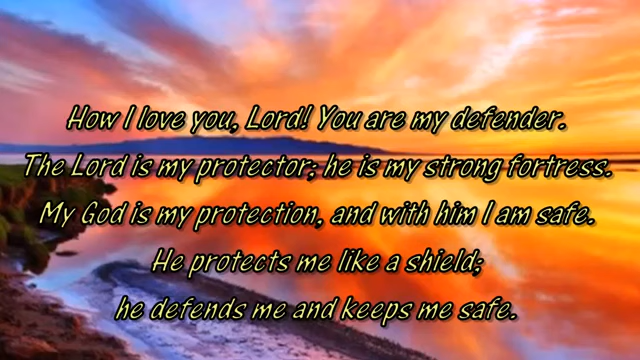 How I love you, Lord! You are my defender.
The Lord is my protector; he is my strong fortress.
My God is my protection, and with him I am safe.
He protects me like a shield;
he defends me and keeps me safe.